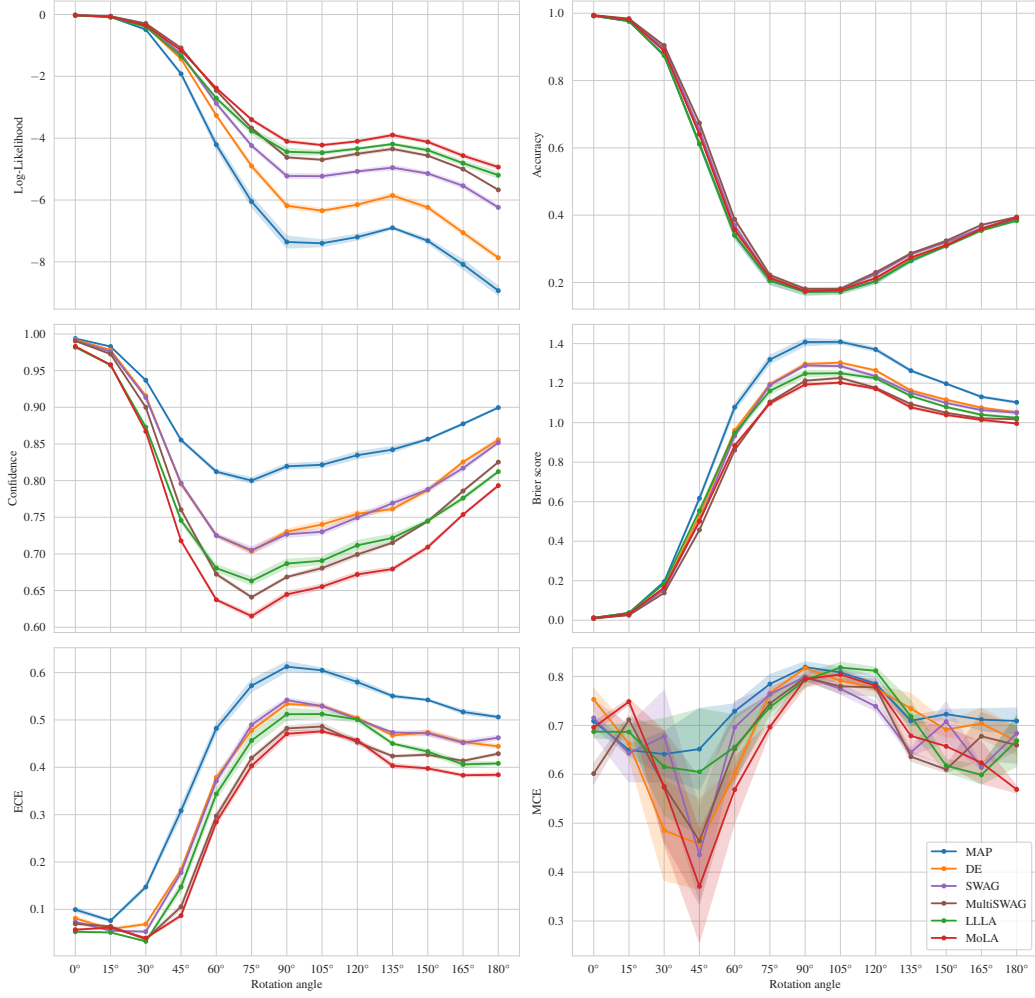 0
−2
−4
−6
−8
Log-Likelihood
1.0
0.8
0.6
0.4
0.2
Accuracy
1.00
0.95
0.90
0.85
0.80
0.75
0.70
0.65
0.60
Confidence
1.4
1.2
1.0
0.8
0.6
0.4
0.2
0.0
Brier score
0.6
0.5
0.4
0.3
0.2
0.1
ECE
0° 15° 30° 45° 60° 75° 90° 105° 120° 135° 150° 165° 180°
Rotation angle
0.8
0.7
0.6
0.5
0.4
0.3
MCE
MAP
DE
SWAG
MultiSWAG
LLLA
MoLA
0° 15° 30° 45° 60° 75° 90° 105° 120° 135° 150° 165° 180°
Rotation angle